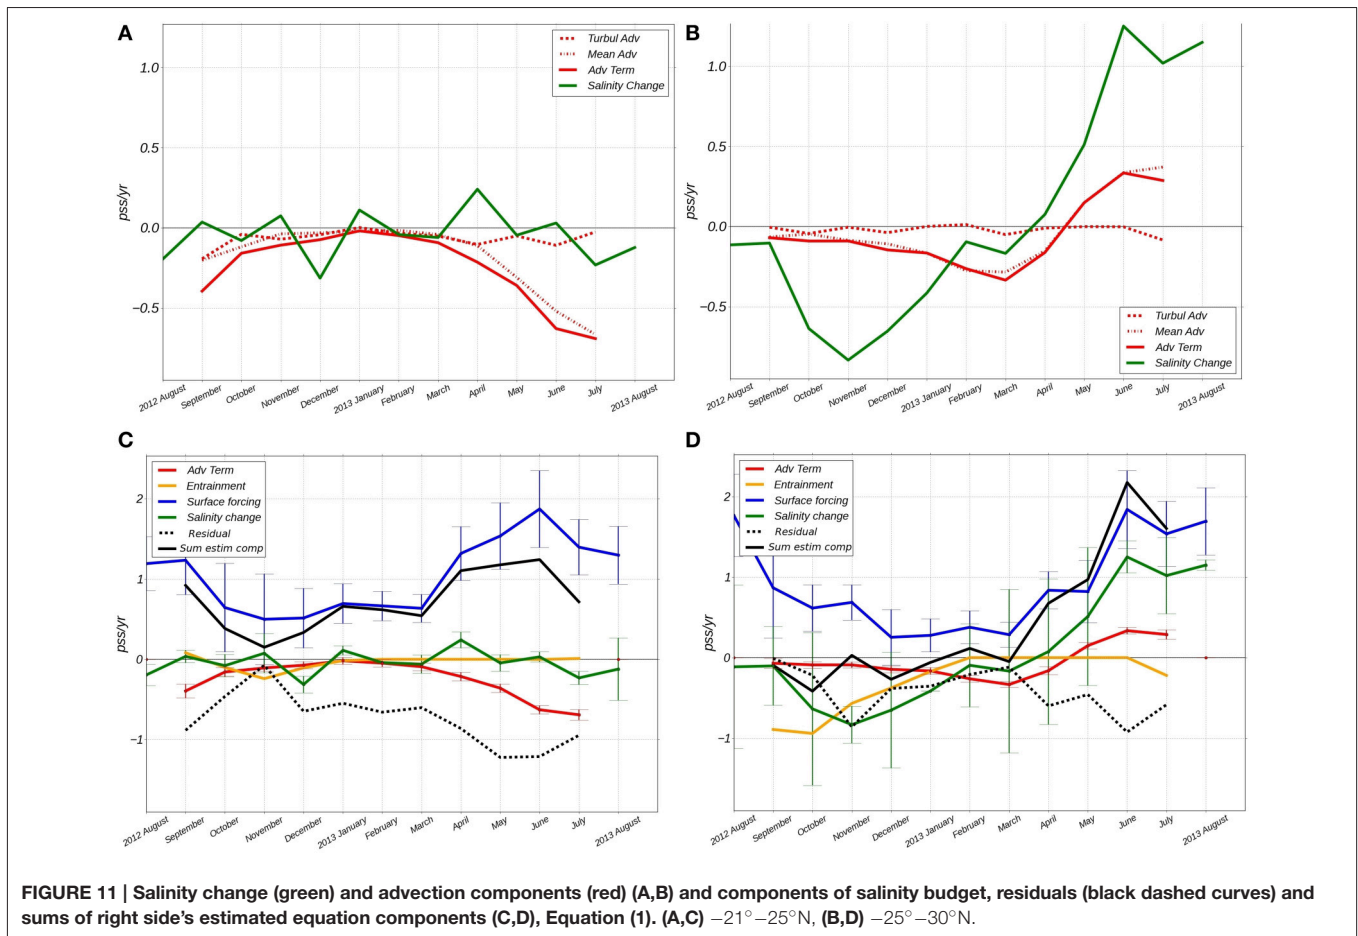 A
1.0
0.5
0.0
−0.5
pss/yr
Turbul Adv
Mean Adv
Adv Term
Salinity Change
2012 August
September
October
November
December
2013 January
February
March
April
May
June
July
2013 August
B
1.0
0.5
0.0
−0.5
pss/yr
Turbul Adv
Mean Adv
Adv Term
Salinity Change
2012 August
September
October
November
December
2013 January
February
March
April
May
June
July
2013 August
C
2
1
0
−1
pss/yr
Adv Term
Entrainment
Surface forcing
Salinity change
Residual
Sum estim comp
2012 August
September
October
November
December
2013 January
February
March
April
May
June
July
2013 August
D
2
1
0
−1
pss/yr
Adv Term
Entrainment
Surface forcing
Salinity change
Residual
Sum estim comp
2012 August
September
October
November
December
2013 January
February
March
April
May
June
July
2013 August
FIGURE 11 | Salinity change (green) and advection components (red) (A,B) and components of salinity budget, residuals (black dashed curves) and
sums of right side's estimated equation components (C,D), Equation (1). (A,C) −21°−25°N, (B,D) −25°−30°N.